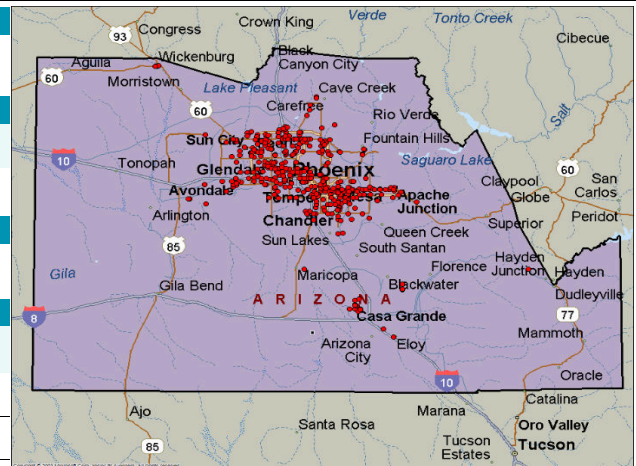 Crown King
Verde
Tonto Creek
93
Congress
Cibecue
Wickenburg
Black
Canyon City
Aguila
60
Morristown
Lake Pleasant
Cave Creek
Carefree
60
Rio Verde
Salt
Sun City
Fountain Hills
10
Tonopah
Glendale
Phoenix
Saguaro Lake
60
Claypool
San
Carlos
Avondale
Tempe
Mesa
Apache
Junction
Globe
Arlington
Chandler
Superior
Peridot
85
Sun Lakes
Queen Creek
South Santan
Gila
Maricopa
Florence
Hayden
Junction
Hayden
Gila Bend
Blackwater
Dudleyville
ARIZONA
8
Casa Grande
77
Arizona
City
Eloy
Mammoth
10
Oracle
Ajo
Marana
Catalina
Santa Rosa
Oro Valley
85
Tucson
Estates
Tucson